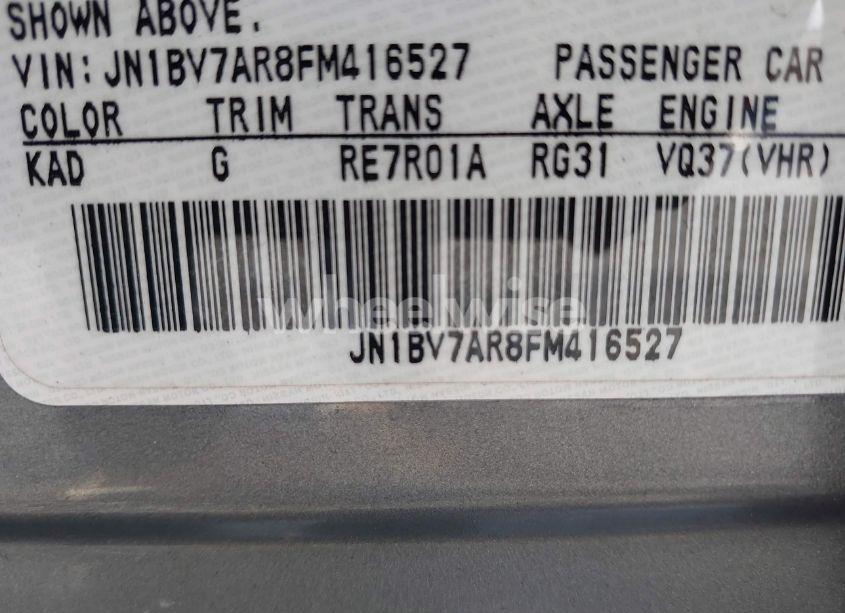 SHOWN ABOVE.
VIN: JN1BV7AR8FM416527 PASSENGER CAR
COLOR TRIM TRANS AXLE ENGINE
KAD G RE7R01A RG31 VQ37(VHR)
wheelwise
JN1BV7AR8FM416527